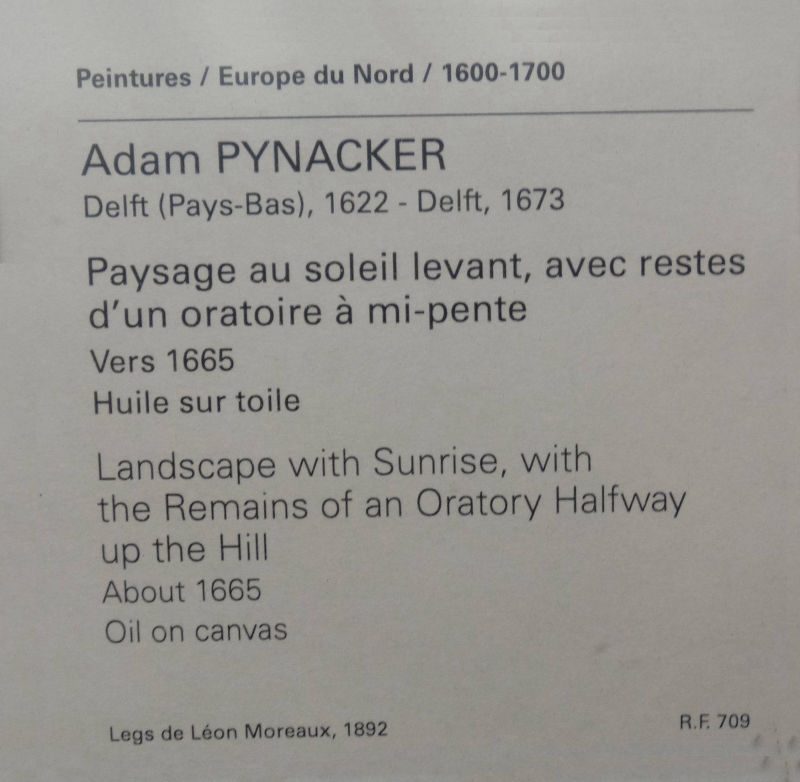 Peintures / Europe du Nord / 1600-1700
Adam PYNACKER
Delft (Pays-Bas), 1622 - Delft, 1673
Paysage au soleil levant, avec restes
d'un oratoire à mi-pente
Vers 1665
Huile sur toile
Landscape with Sunrise, with
the Remains of an Oratory Halfway
up the Hill
About 1665
Oil on canvas
Legs de Léon Moreaux, 1892
R.F. 709